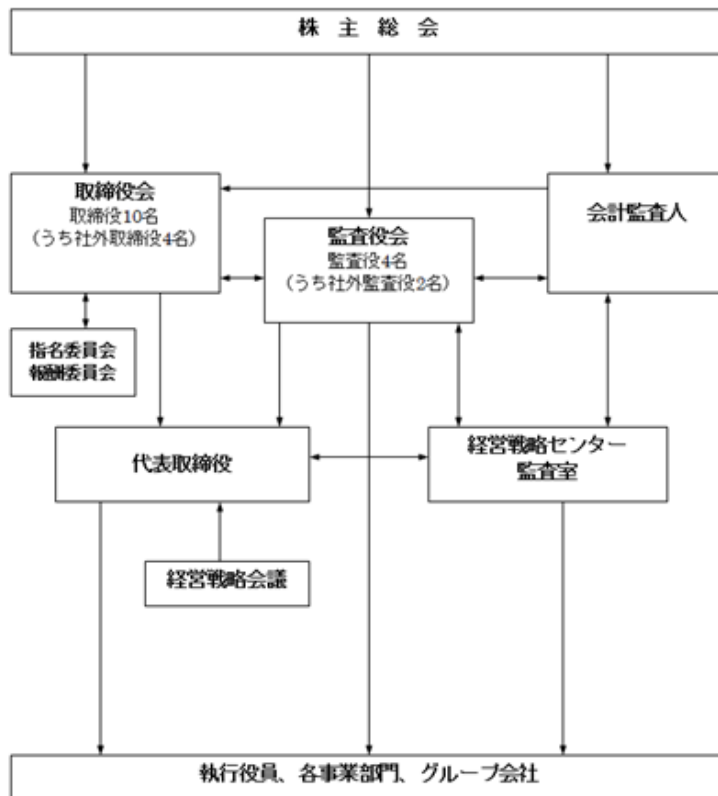 株 主 総 会
取締役会
取締役10名
（うち社外取締役4名）
監査役会
監査役4名
（うち社外監査役2名）
会計監査人
指名委員会
報酬委員会
代表取締役
経営戦略センター
監査室
経営戦略会議
執行役員、各事業部門、グループ会社